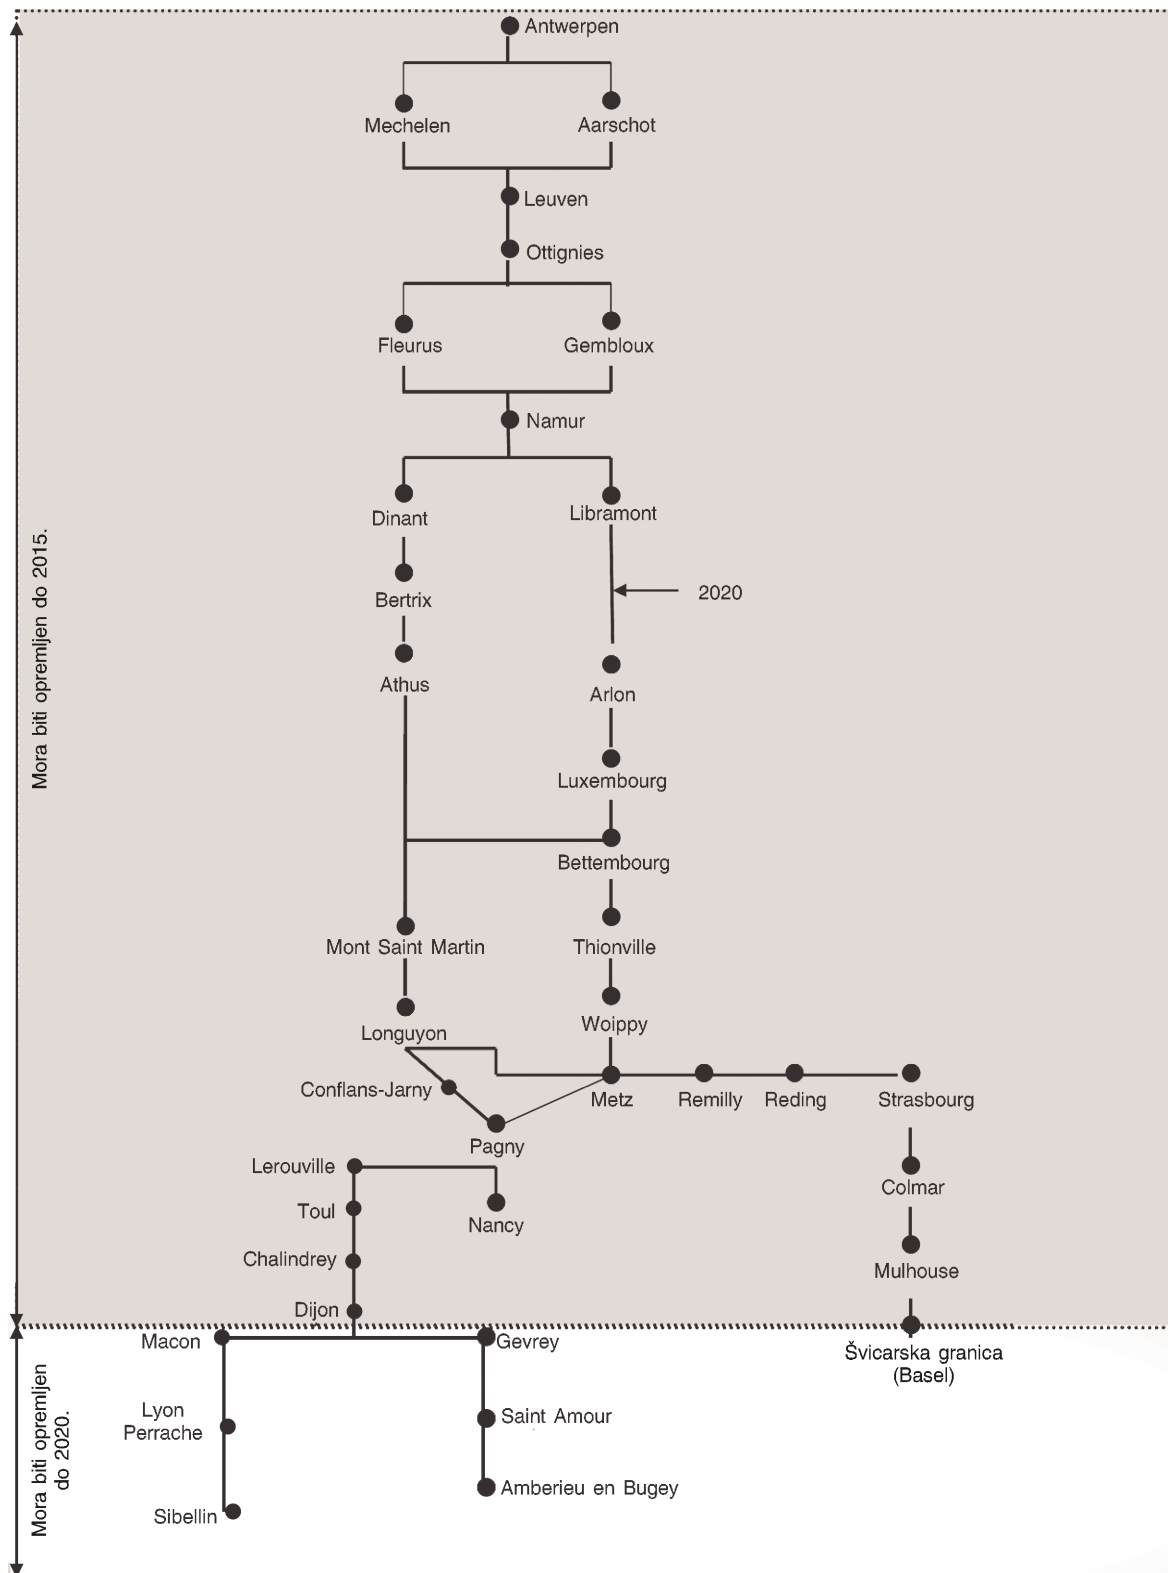 Antwerpen
Mechelen
Aarschot
Leuven
Ottignies
Fleurus
Gembloux
Namur
Dinant
Libramont
2020
Bertrix
Athus
Arlon
Luxembourg
Bettembourg
Mont Saint Martin
Thionville
Longuyon
Woippy
Conflans-Jarny
Metz
Remilly
Reding
Strasbourg
Pagny
Lerouville
Colmar
Toul
Nancy
Chalindrey
Mulhouse
Dijon
Mora biti opremljen do 2015.
Macon
Gevrey
Švicarska granica
(Basel)
Lyon
Perrache
Saint Amour
Amberieu en Bugey
Sibellin
Mora biti opremljen
do 2020.